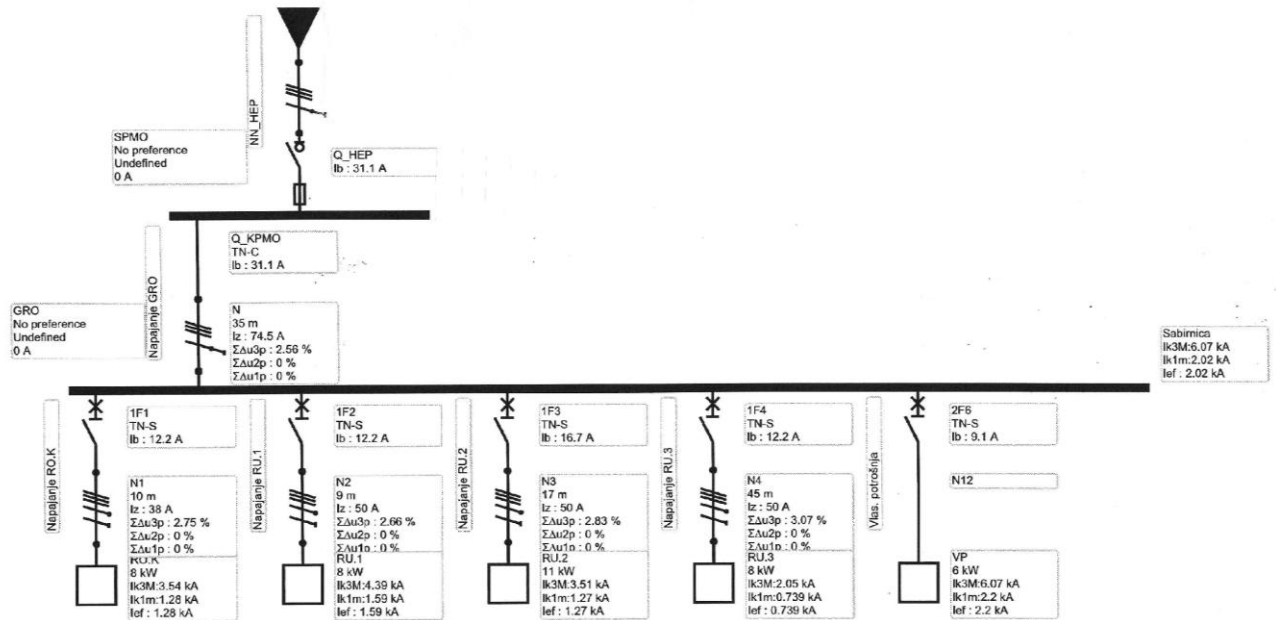 NN_HEP
SPMO
No preference
Undefined
0 A
Q_HEP
Ib : 31.1 A
Q_KPMO
TN-C
Ib : 31.1 A
Napajanje GRO
GRO
No preference
Undefined
0 A
N
35 m
Iz : 74.5 A
ΣΔu3p : 2.56 %
ΣΔu2p : 0 %
ΣΔu1p : 0 %
Sabirnica
Ik3M:6.07 kA
Ik1m:2.02 kA
Ief : 2.02 kA
Napajanje RO.K
1F1
TN-S
Ib : 12.2 A
N1
10 m
Iz : 38 A
ΣΔu3p : 2.75 %
ΣΔu2p : 0 %
ΣΔu1p : 0 %
RO.K
8 kW
Ik3M:3.54 kA
Ik1m:1.28 kA
Ief : 1.28 kA
Napajanje RU.1
1F2
TN-S
Ib : 12.2 A
N2
9 m
Iz : 50 A
ΣΔu3p : 2.66 %
ΣΔu2p : 0 %
ΣΔu1p : 0 %
RU.1
8 kW
Ik3M:4.39 kA
Ik1m:1.59 kA
Ief : 1.59 kA
Napajanje RU.2
1F3
TN-S
Ib : 16.7 A
N3
17 m
Iz : 50 A
ΣΔu3p : 2.83 %
ΣΔu2p : 0 %
ΣΔu1p : 0 %
RU.2
11 kW
Ik3M:3.51 kA
Ik1m:1.27 kA
Ief : 1.27 kA
Napajanje RU.3
1F4
TN-S
Ib : 12.2 A
N4
45 m
Iz : 50 A
ΣΔu3p : 3.07 %
ΣΔu2p : 0 %
ΣΔu1p : 0 %
RU.3
8 kW
Ik3M:2.05 kA
Ik1m:0.739 kA
Ief : 0.739 kA
Vlas. potrošnja
2F6
TN-S
Ib : 9.1 A
N12
VP
6 kW
Ik3M:6.07 kA
Ik1m:2.2 kA
Ief : 2.2 kA